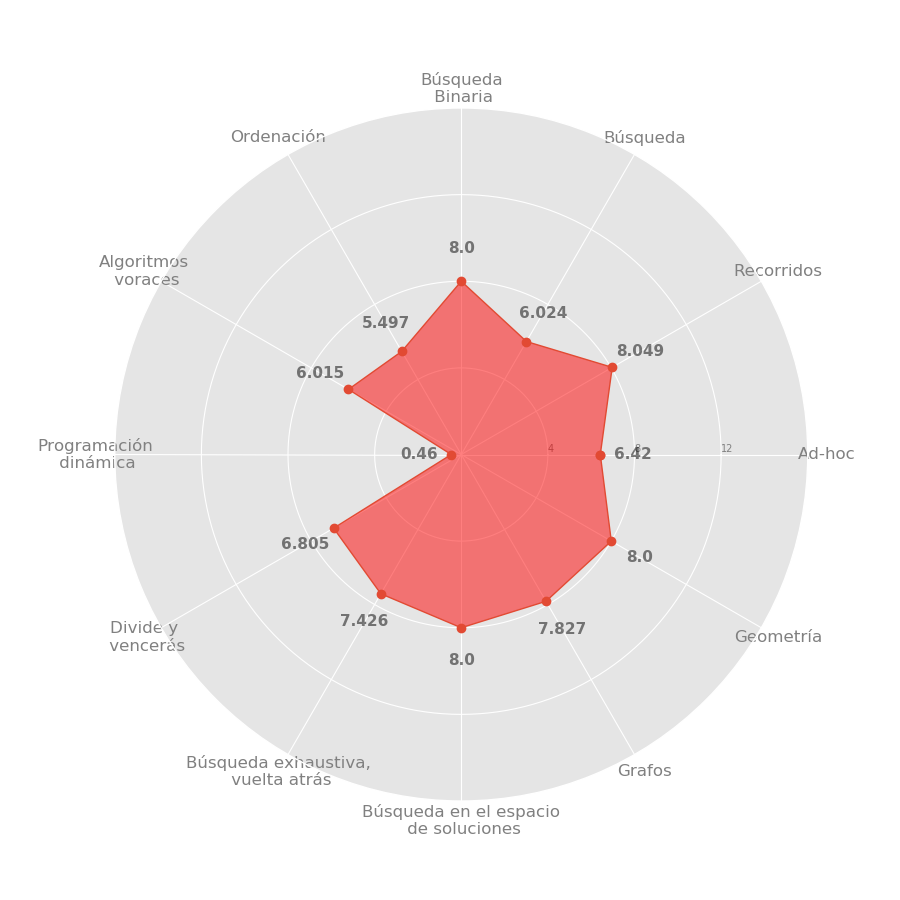 Búsqueda
Binaria
Ordenación
Búsqueda
8.0
Algoritmos
voraces
Recorridos
5.497
6.024
8.049
6.015
Programación
dinámica
0.46
4
6.42
8
12
Ad-hoc
6.805
8.0
7.426
7.827
Divide y
vencerás
Geometría
8.0
Búsqueda exhaustiva,
vuelta atrás
Grafos
Búsqueda en el espacio
de soluciones